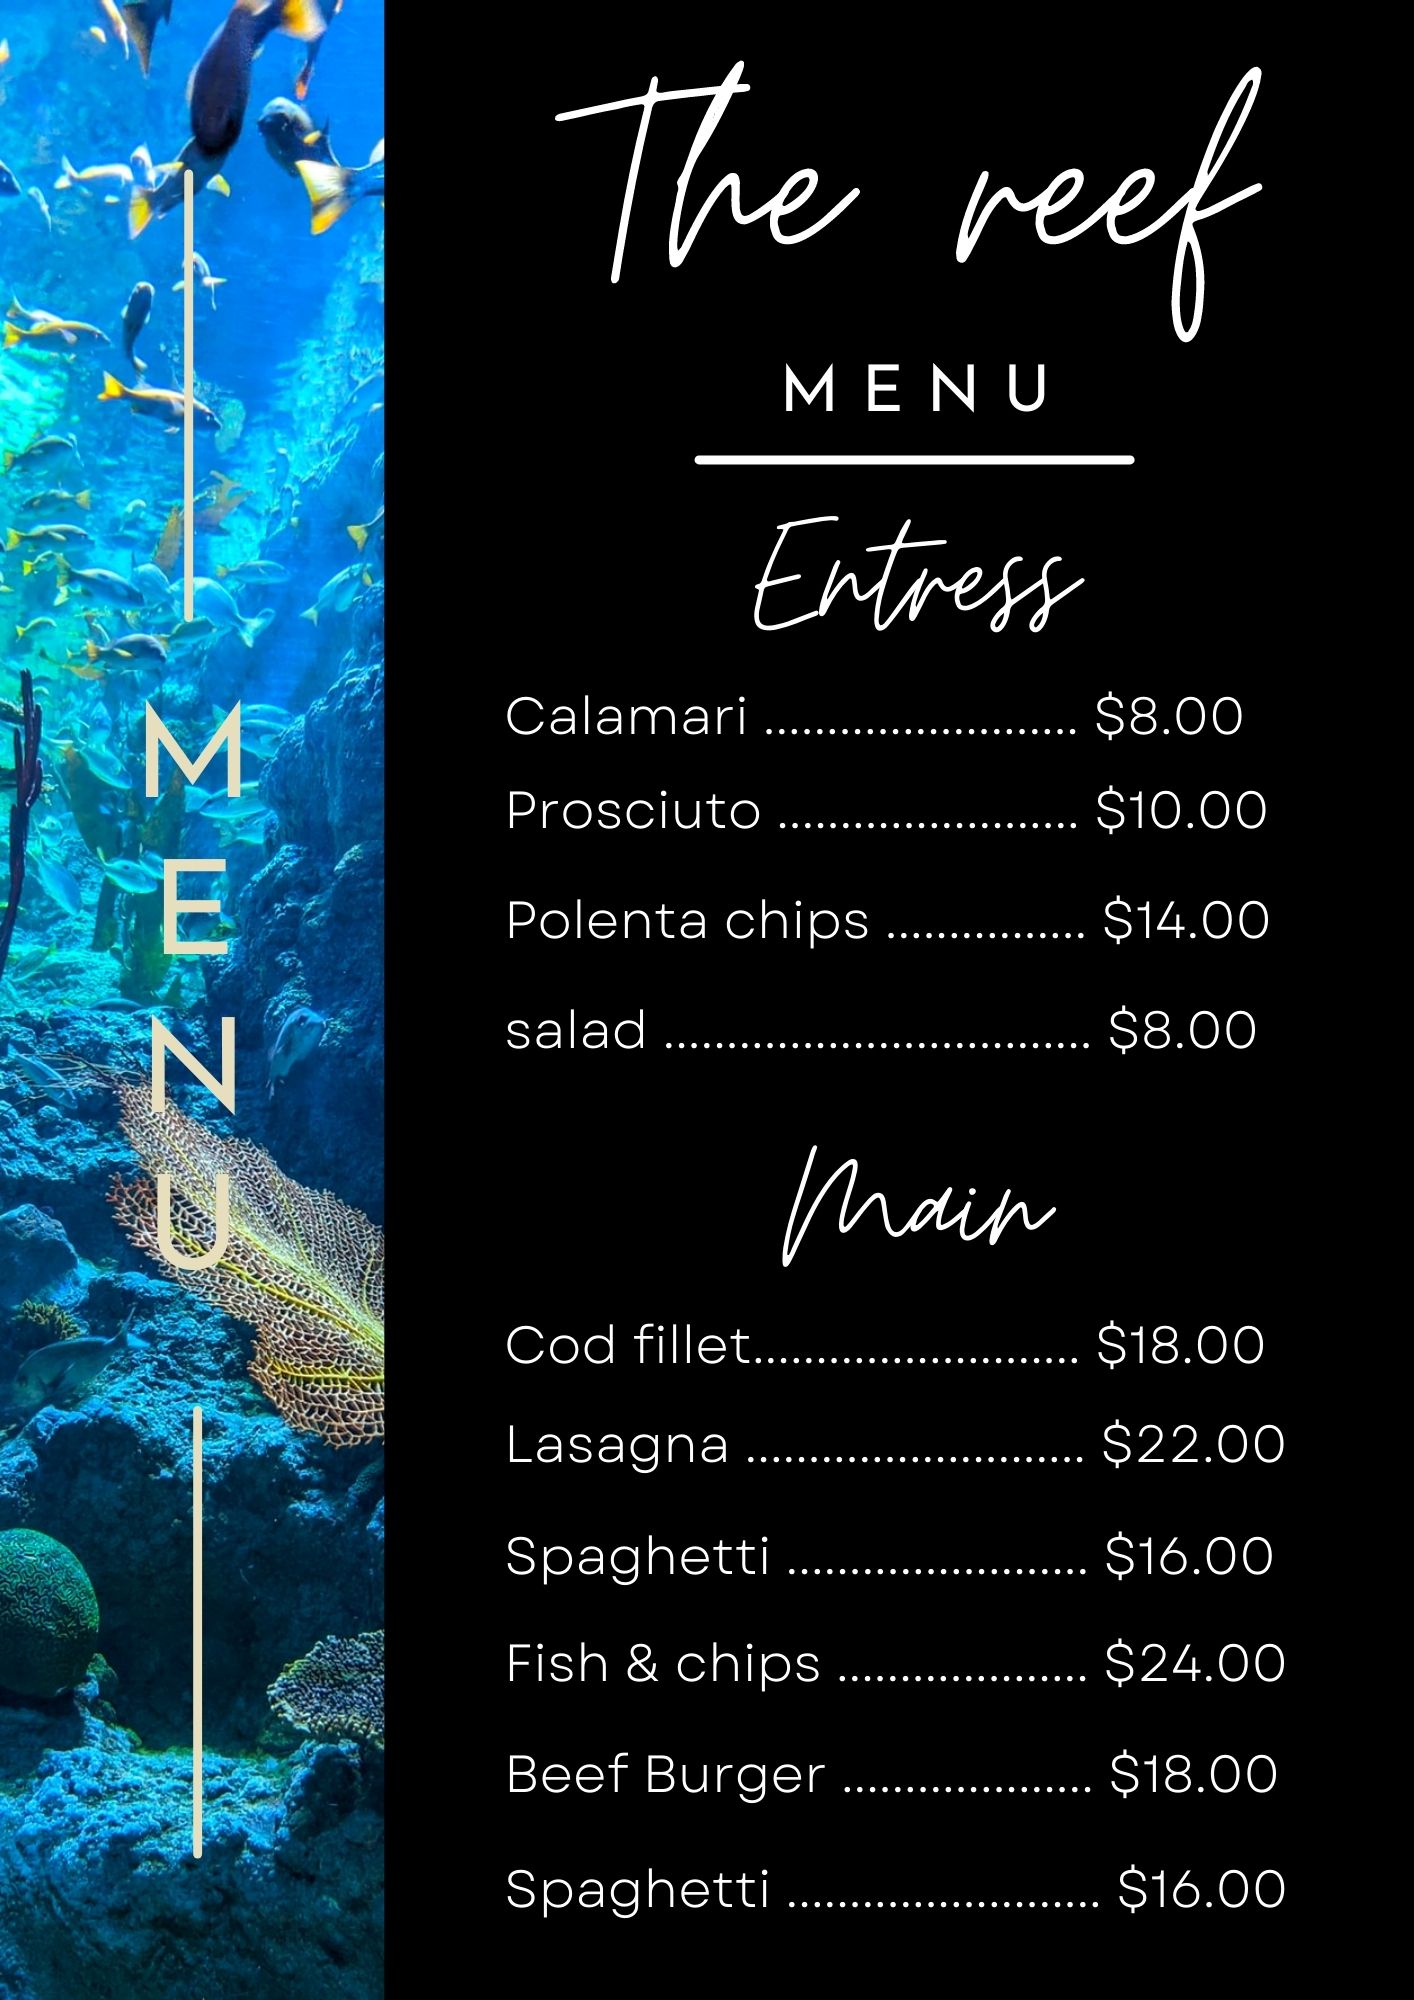 The reef
MENU
Entress
Calamari ......................... $8.00
Prosciuto ........................ $10.00
Polenta chips ................ $14.00
salad .................................. $8.00
Main
Cod fillet.......................... $18.00
Lasagna ........................... $22.00
Spaghetti ........................ $16.00
Fish & chips .................... $24.00
Beef Burger .................... $18.00
Spaghetti ......................... $16.00
MENU